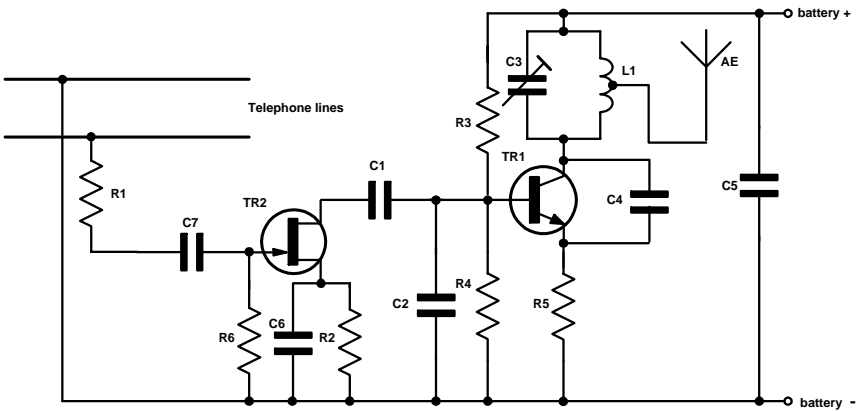 battery +
C3
L1
AE
Telephone lines
R3
TR1
C1
R1
TR2
C4
C5
C7
R4
R5
C2
C6
R6
R2
battery -